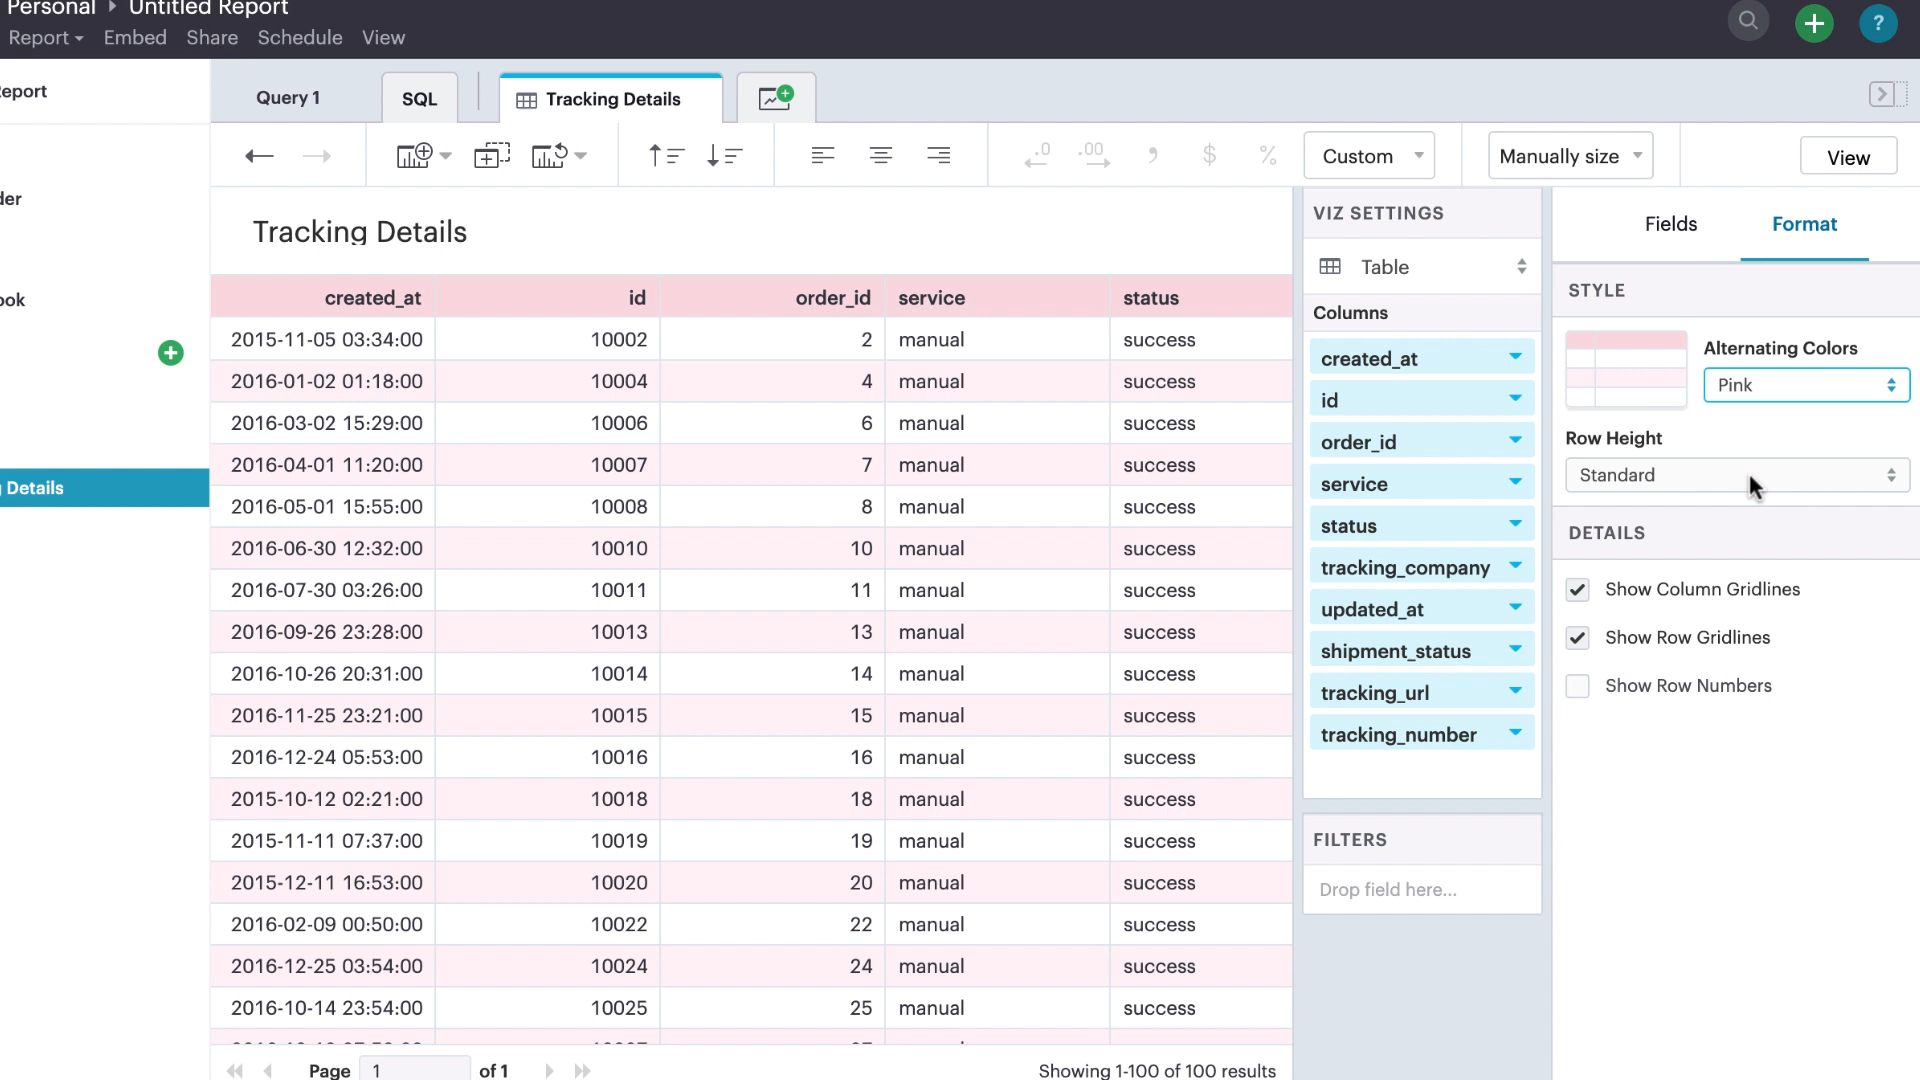 Personal Untitled Report
Report Embed Share Schedule View
?
eport
der
ook
Details
Query 1 SQL Tracking Details
.0 .00 , $ % Custom Manually size View
Tracking Details
created_at id order_id service status
2015-11-05 03:34:00 10002 2 manual success
2016-01-02 01:18:00 10004 4 manual success
2016-03-02 15:29:00 10006 6 manual success
2016-04-01 11:20:00 10007 7 manual success
2016-05-01 15:55:00 10008 8 manual success
2016-06-30 12:32:00 10010 10 manual success
2016-07-30 03:26:00 10011 11 manual success
2016-09-26 23:28:00 10013 13 manual success
2016-10-26 20:31:00 10014 14 manual success
2016-11-25 23:21:00 10015 15 manual success
2016-12-24 05:53:00 10016 16 manual success
2015-10-12 02:21:00 10018 18 manual success
2015-11-11 07:37:00 10019 19 manual success
2015-12-11 16:53:00 10020 20 manual success
2016-02-09 00:50:00 10022 22 manual success
2016-12-25 03:54:00 10024 24 manual success
2016-10-14 23:54:00 10025 25 manual success
Page 1 of 1 Showing 1-100 of 100 results
VIZ SETTINGS
Table
Columns
created_at
id
order_id
service
status
tracking_company
updated_at
shipment_status
tracking_url
tracking_number
FILTERS
Drop field here...
Fields Format
STYLE
Alternating Colors
Pink
Row Height
Standard
DETAILS
Show Column Gridlines
Show Row Gridlines
Show Row Numbers